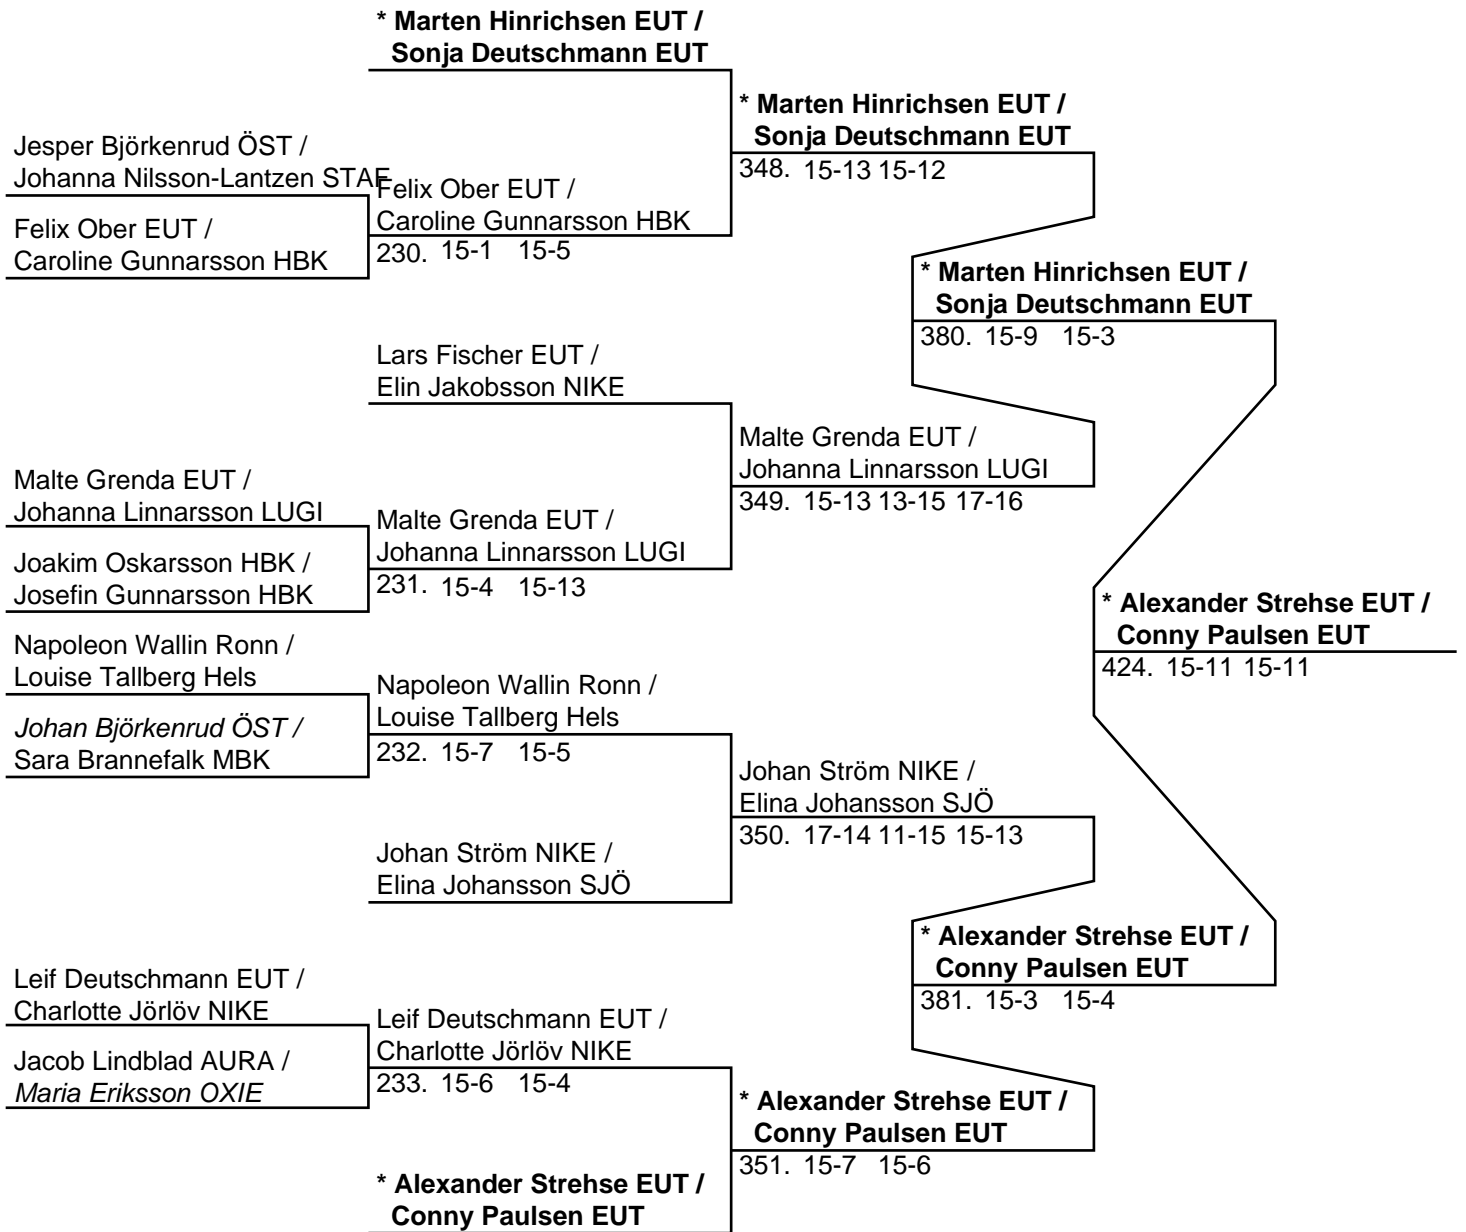 * Marten Hinrichsen EUT /
Sonja Deutschmann EUT
* Marten Hinrichsen EUT /
Sonja Deutschmann EUT
348. 15-13 15-12
Jesper Björkenrud ÖST /
Johanna Nilsson-Lantzen STAF
Felix Ober EUT /
Caroline Gunnarsson HBK
230. 15-1 15-5
Felix Ober EUT /
Caroline Gunnarsson HBK
* Marten Hinrichsen EUT /
Sonja Deutschmann EUT
380. 15-9 15-3
Lars Fischer EUT /
Elin Jakobsson NIKE
Malte Grenda EUT /
Johanna Linnarsson LUGI
349. 15-13 13-15 17-16
Malte Grenda EUT /
Johanna Linnarsson LUGI
Malte Grenda EUT /
Johanna Linnarsson LUGI
231. 15-4 15-13
Joakim Oskarsson HBK /
Josefin Gunnarsson HBK
* Alexander Strehse EUT /
Conny Paulsen EUT
424. 15-11 15-11
Napoleon Wallin Ronn /
Louise Tallberg Hels
Napoleon Wallin Ronn /
Louise Tallberg Hels
232. 15-7 15-5
Johan Björkenrud ÖST /
Sara Brannefalk MBK
Johan Ström NIKE /
Elina Johansson SJÖ
350. 17-14 11-15 15-13
Johan Ström NIKE /
Elina Johansson SJÖ
* Alexander Strehse EUT /
Conny Paulsen EUT
381. 15-3 15-4
Leif Deutschmann EUT /
Charlotte Jörlöv NIKE
Leif Deutschmann EUT /
Charlotte Jörlöv NIKE
233. 15-6 15-4
Jacob Lindblad AURA /
Maria Eriksson OXIE
* Alexander Strehse EUT /
Conny Paulsen EUT
351. 15-7 15-6
* Alexander Strehse EUT /
Conny Paulsen EUT